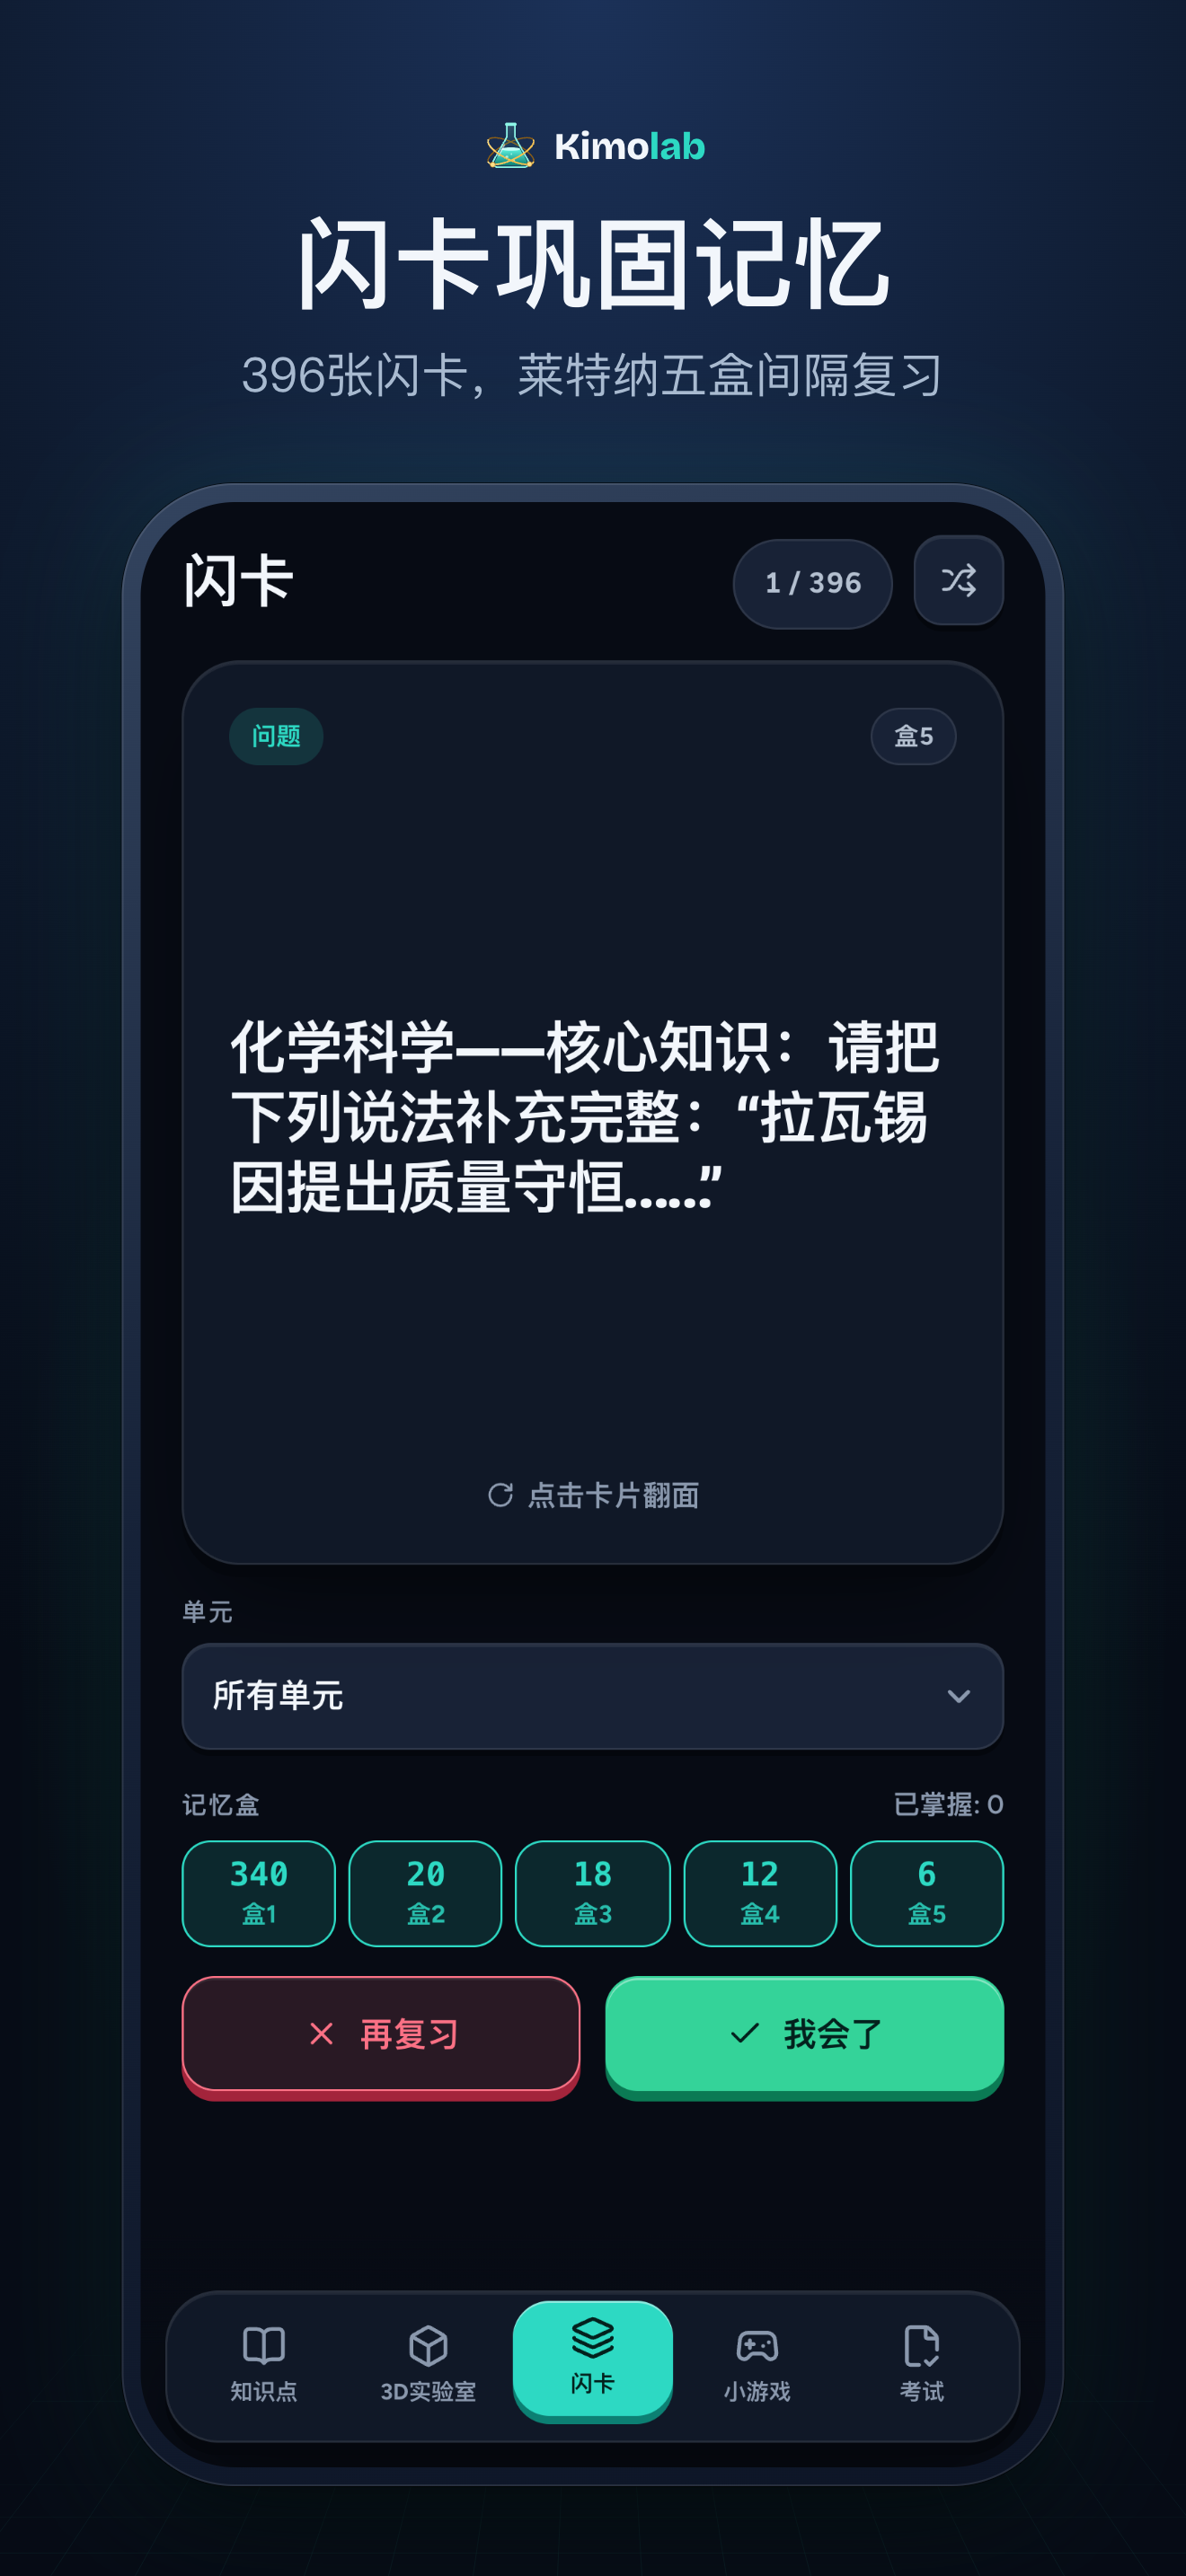 Kimolab
闪卡巩固记忆
396张闪卡，莱特纳五盒间隔复习
闪卡
1 / 396
问题
盒5
化学科学——核心知识：请把
下列说法补充完整：“拉瓦锡
因提出质量守恒……”
点击卡片翻面
单元
所有单元
记忆盒
已掌握: 0
340
盒1
20
盒2
18
盒3
12
盒4
6
盒5
再复习
我会了
知识点
3D实验室
闪卡
小游戏
考试